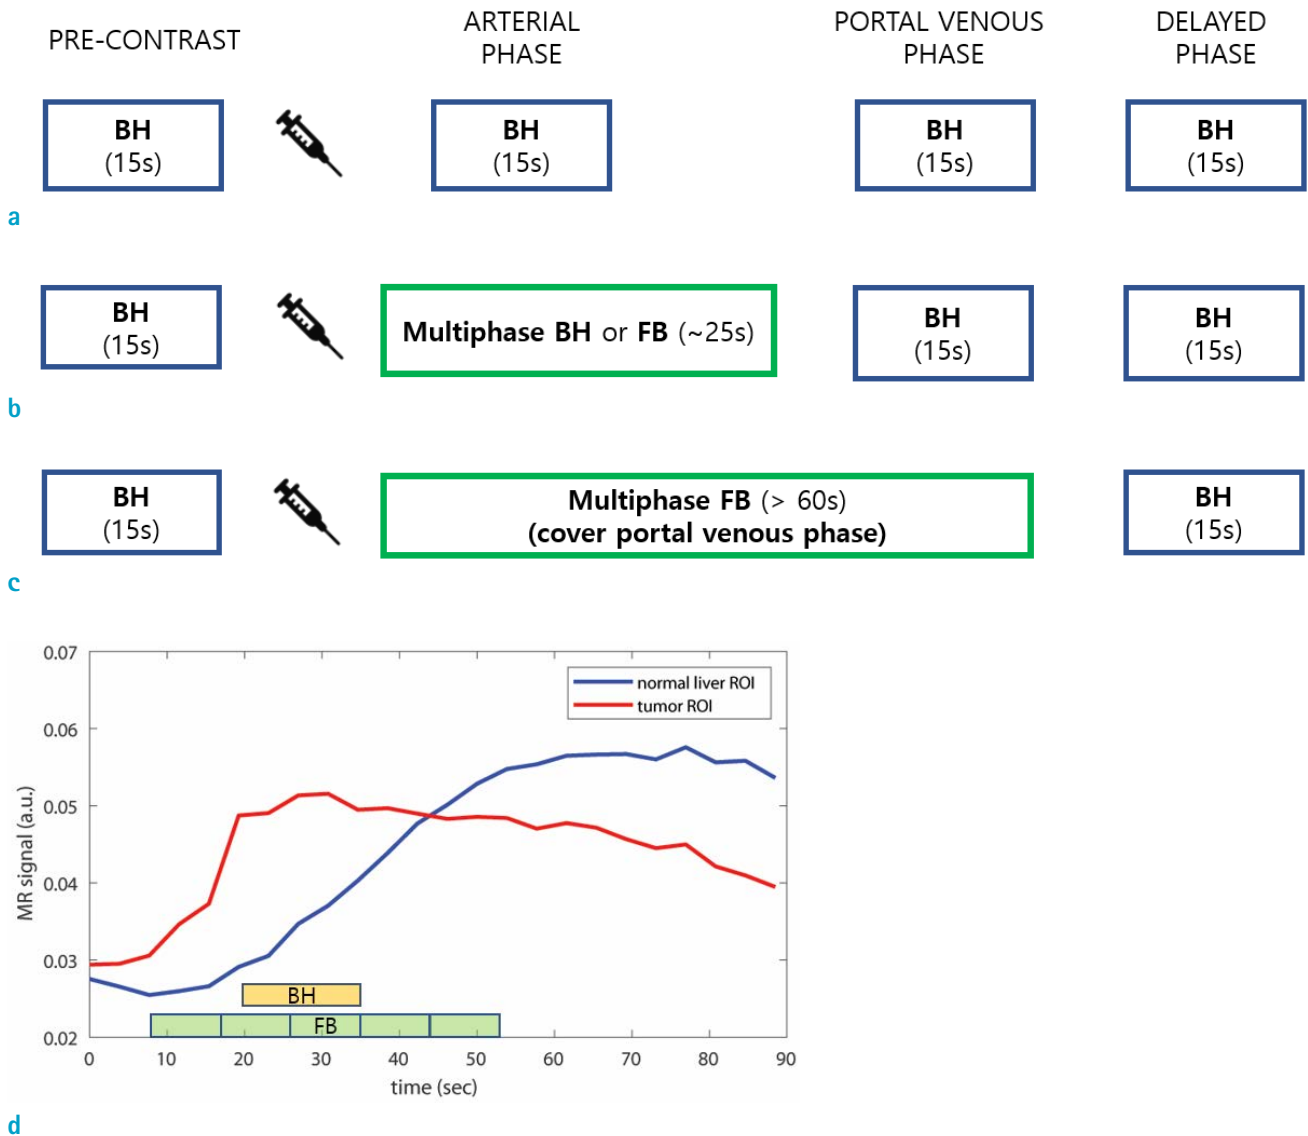 PRE-CONTRAST
ARTERIAL
PHASE
PORTAL VENOUS
PHASE
DELAYED
PHASE
BH
(15s)
BH
(15s)
BH
(15s)
BH
(15s)
a
BH
(15s)
Multiphase BH or FB (~25s)
BH
(15s)
BH
(15s)
b
BH
(15s)
Multiphase FB (> 60s)
(cover portal venous phase)
BH
(15s)
c
0.07
0.06
0.05
0.04
0.03
0.02
MR signal (a.u.)
normal liver ROI
tumor ROI
BH
FB
0 10 20 30 40 50 60 70 80 90
time (sec)
d